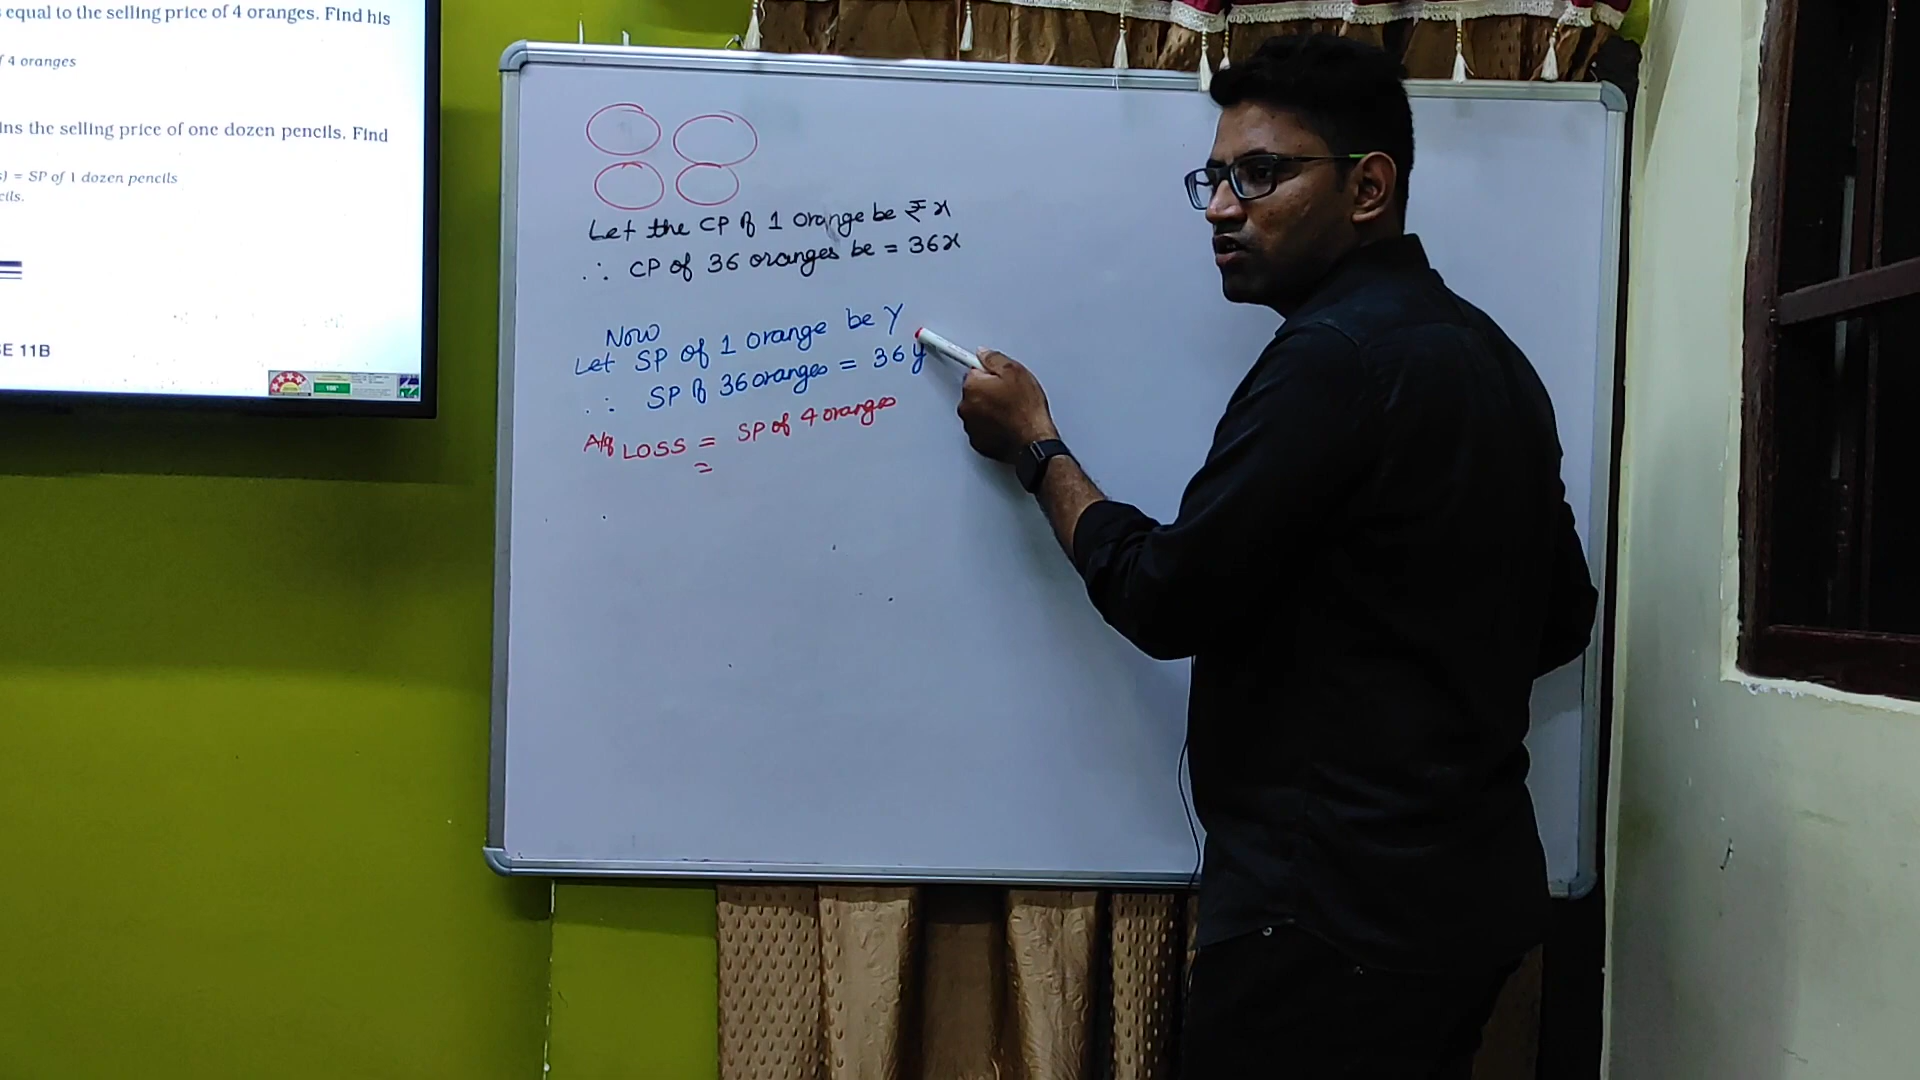 equal to the selling price of 4 oranges. Find his
4 oranges
ins the selling price of one dozen pencils. Find
= SP of 1 dozen pencils
E 11B
Let the CP of 1 orange be ₹ x
∴ CP of 36 oranges be = 36x
Now
Let SP of 1 orange be y
∴ SP of 36 oranges = 36y
A/q LOSS = SP of 4 oranges
=